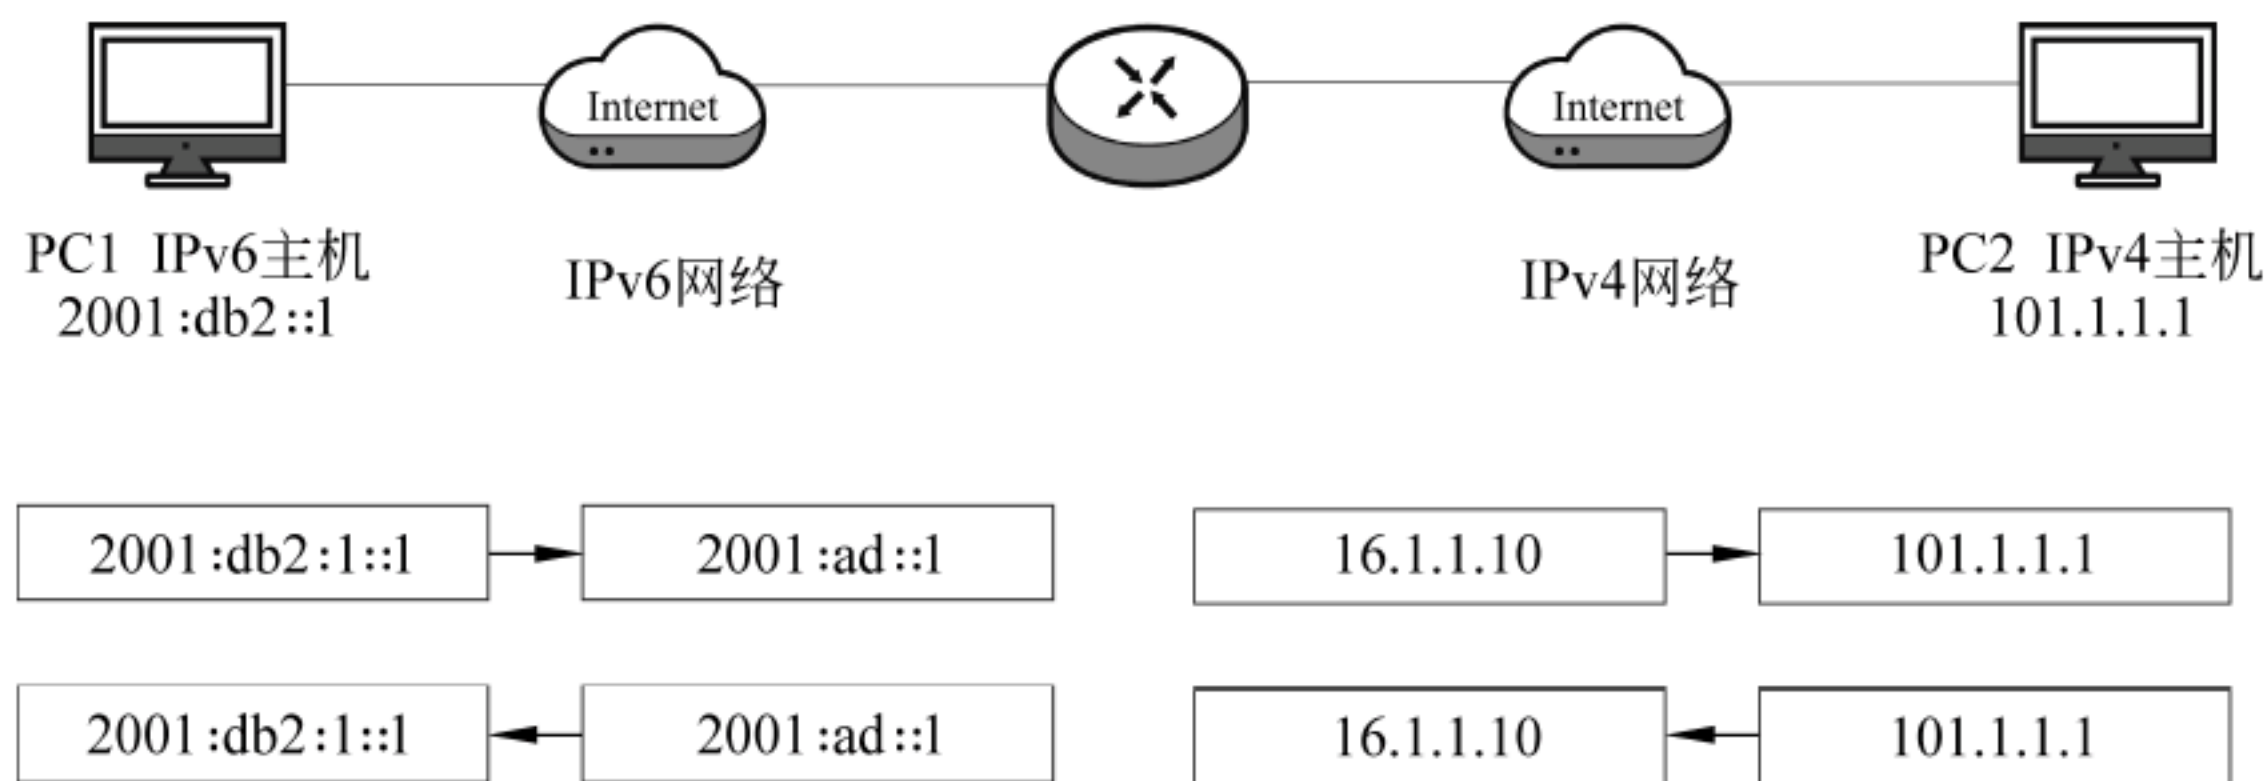 Internet
Internet
PC1 IPv6主机
2001:db2::1
IPv6网络
IPv4网络
PC2 IPv4主机
101.1.1.1
2001:db2:1::1
2001:ad::1
16.1.1.10
101.1.1.1
2001:db2:1::1
2001:ad::1
16.1.1.10
101.1.1.1